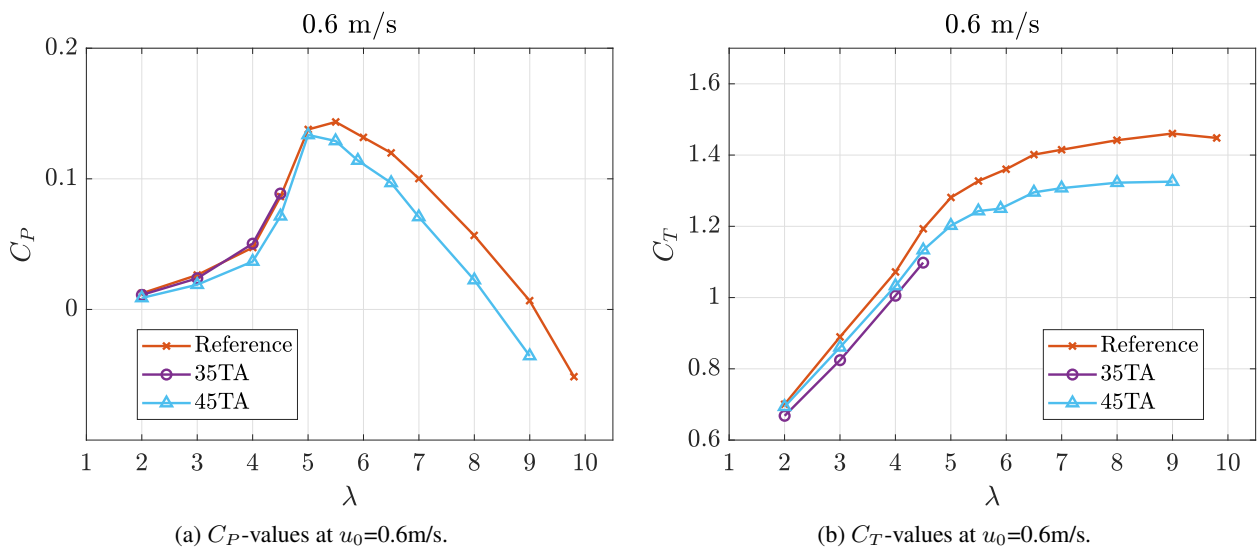 0.6 m/s
0.2
0.1
0
C_P
1 2 3 4 5 6 7 8 9 10
λ
Reference
35TA
45TA
(a) C_P-values at u_0=0.6m/s.
0.6 m/s
1.6
1.4
1.2
1
0.8
0.6
C_T
1 2 3 4 5 6 7 8 9 10
λ
Reference
35TA
45TA
(b) C_T-values at u_0=0.6m/s.